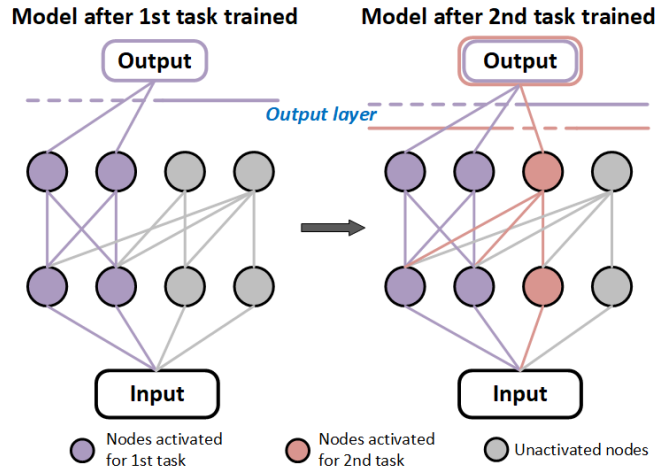 Model after 1st task trained
Model after 2nd task trained
Output
Output
Output layer
Input
Input
Nodes activated
for 1st task
Nodes activated
for 2nd task
Unactivated nodes